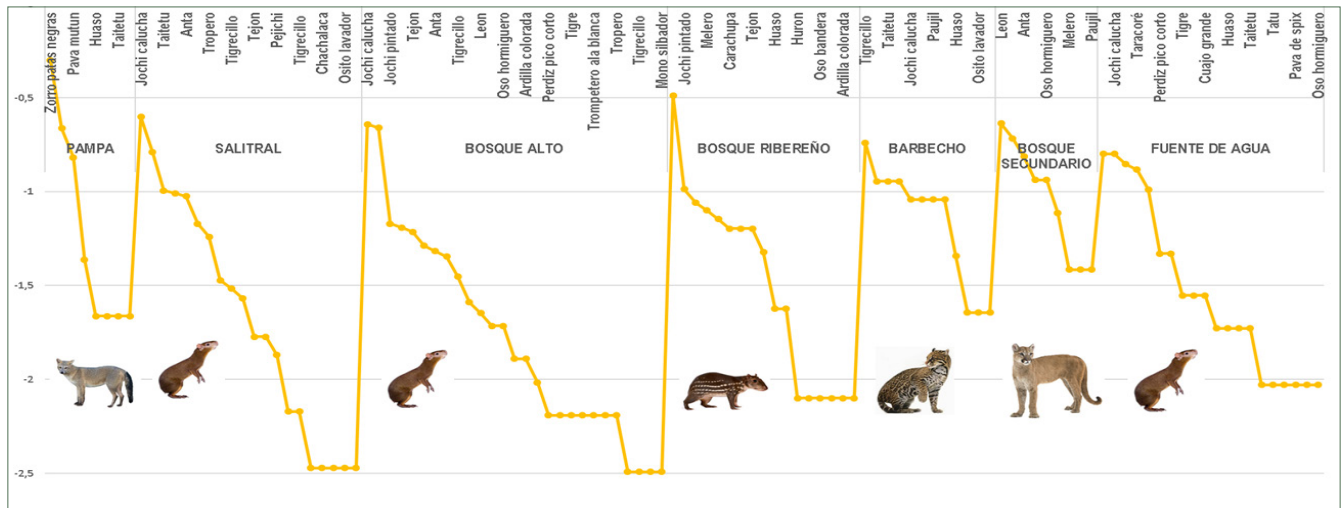 Zorro patas negras
Pava mutun
Huaso
Taitetu
Jochi calucha
Taitetu
Anta
Tropero
Tigrecillo
Tejon
Pejichi
Tigrecillo
Chachalaca
Osito lavador
Jochi calucha
Jochi pintado
Tejon
Anta
Tigrecillo
Leon
Oso hormiguero
Ardilla colorada
Perdiz pico corto
Tigre
Trompetero ala blanca
Tropero
Tigrecillo
Mono silbador
Jochi pintado
Melero
Carachupa
Tejon
Huaso
Huron
Oso bandera
Ardilla colorada
Tigrecillo
Taitetu
Jochi calucha
Paujil
Huaso
Osito lavador
Leon
Anta
Oso hormiguero
Melero
Paujil
Jochi calucha
Taracoré
Perdiz pico corto
Tigre
Cuajo grande
Huaso
Taitetu
Tatu
Pava de spix
Oso hormiguero
-0,5
PAMPA
SALITRAL
BOSQUE ALTO
BOSQUE RIBEREÑO
BARBECHO
BOSQUE
SECUNDARIO
FUENTE DE AGUA
-1
-1,5
-2
-2,5